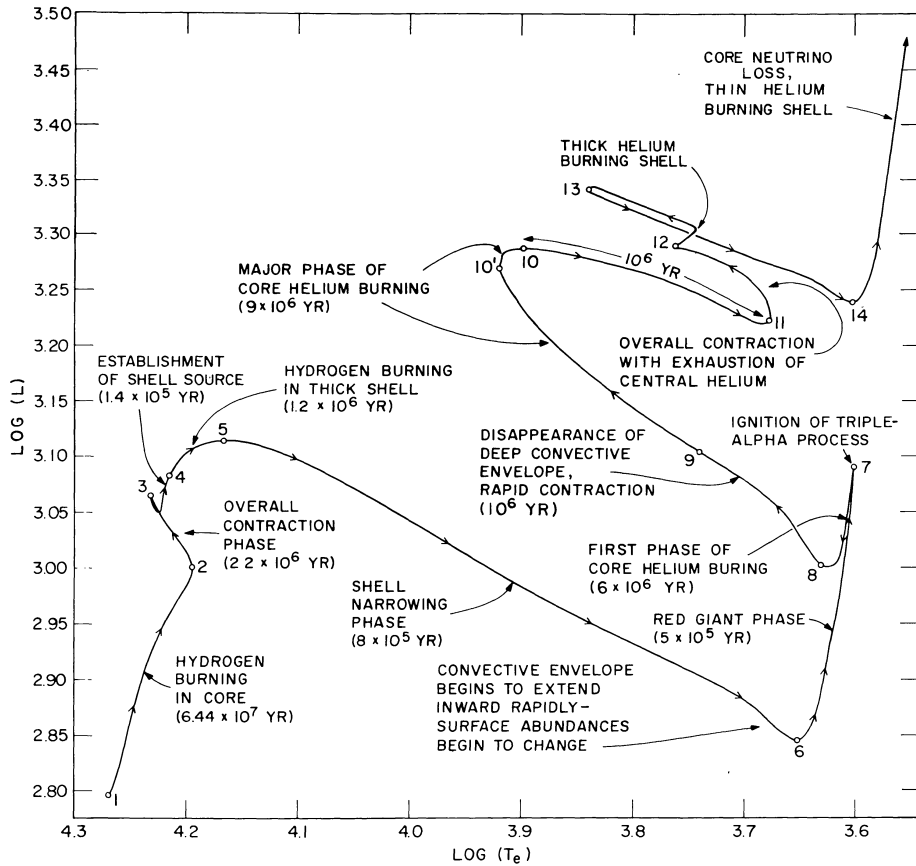 3.50
3.45
3.40
3.35
3.30
3.25
3.20
3.15
3.10
3.05
3.00
2.95
2.90
2.85
2.80
LOG (L)
4.3
4.2
4.1
4.0
3.9
3.8
3.7
3.6
LOG (Te)
CORE NEUTRINO
LOSS,
THIN HELIUM
BURNING SHELL
THICK HELIUM
BURNING SHELL
13
12
10'
10
10⁶ YR
11
14
MAJOR PHASE OF
CORE HELIUM BURNING
(9 x 10⁶ YR)
OVERALL CONTRACTION
WITH EXHAUSTION OF
CENTRAL HELIUM
ESTABLISHMENT
OF SHELL SOURCE
(1.4 x 10⁵ YR)
HYDROGEN BURNING
IN THICK SHELL
(1.2 x 10⁶ YR)
5
4
3
IGNITION OF TRIPLE-
ALPHA PROCESS
7
DISAPPEARANCE OF
DEEP CONVECTIVE
ENVELOPE,
RAPID CONTRACTION
(10⁶ YR)
9
OVERALL
CONTRACTION
PHASE
(2.2 x 10⁶ YR)
2
FIRST PHASE OF
CORE HELIUM BURING
(6 x 10⁶ YR)
8
SHELL
NARROWING
PHASE
(8 x 10⁵ YR)
RED GIANT PHASE
(5 x 10⁵ YR)
HYDROGEN
BURNING
IN CORE
(6.44 x 10⁷ YR)
CONVECTIVE ENVELOPE
BEGINS TO EXTEND
INWARD RAPIDLY–
SURFACE ABUNDANCES
BEGIN TO CHANGE
6
1